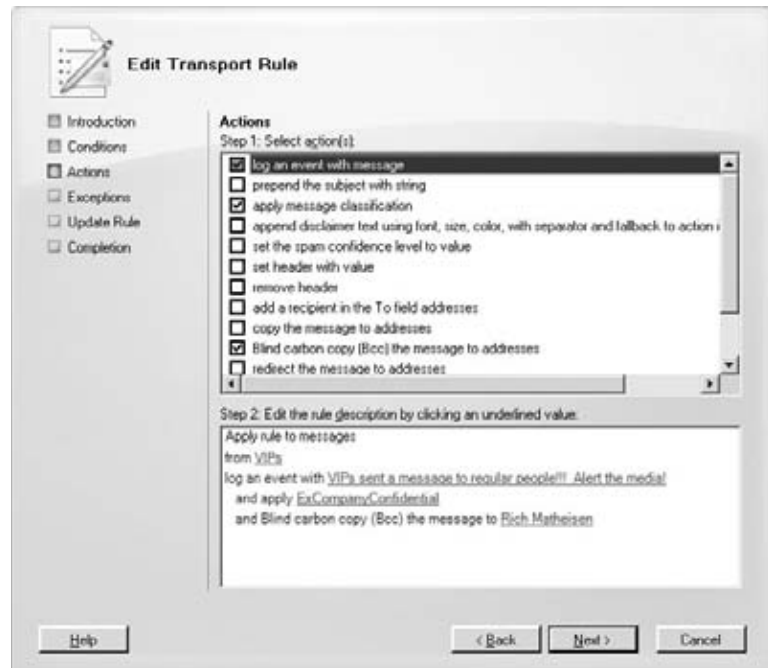 Edit Transport Rule
Introduction
Conditions
Actions
Exceptions
Update Rule
Completion
Actions
Step 1: Select action(s):
log an event with message
prepend the subject with string
apply message classification
append disclaimer text using font, size, color, with separator and fallback to action i
set the spam confidence level to value
set header with value
remove header
add a recipient in the To field addresses
copy the message to addresses
Blind carbon copy (Bcc) the message to addresses
redirect the message to addresses
Step 2: Edit the rule description by clicking an underlined value:
Apply rule to messages
from VIPs
log an event with VIPs sent a message to regular people!!! Alert the media!
and apply ExCompanyConfidential
and Blind carbon copy (Bcc) the message to Rich Matheisen
Help
< Back
Next >
Cancel